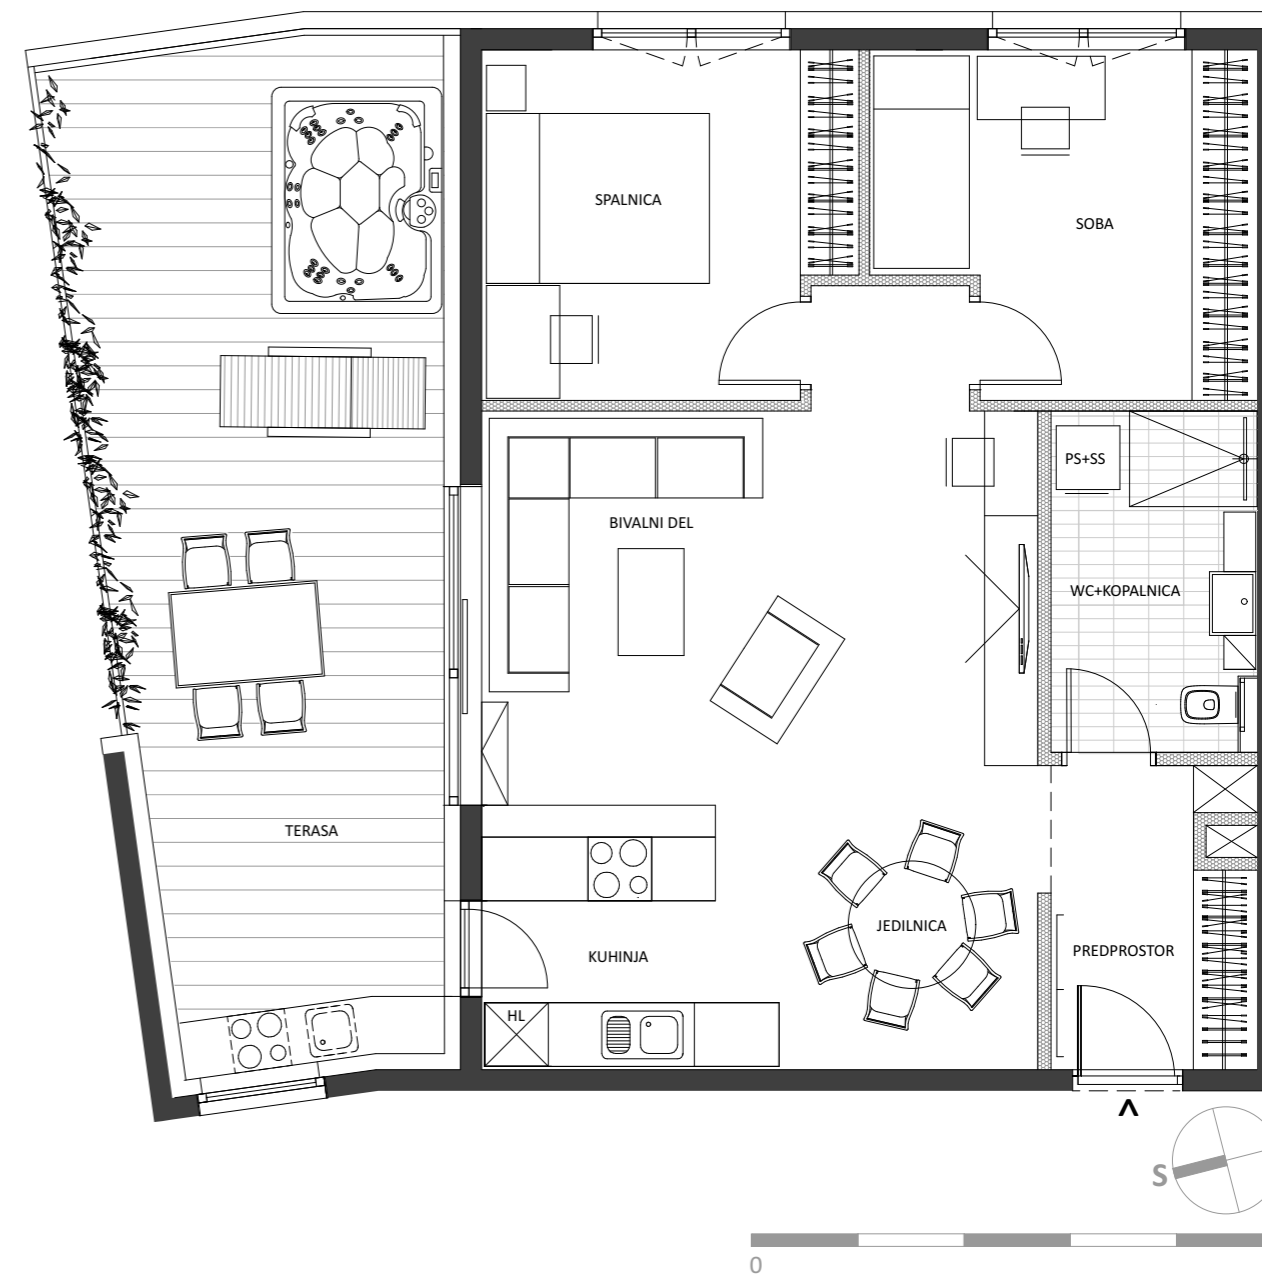 SPALNICA
SOBA
PS+SS
BIVALNI DEL
WC+KOPALNICA
TERASA
JEDILNICA
KUHINJA
PREDPROSTOR
HL
S
0